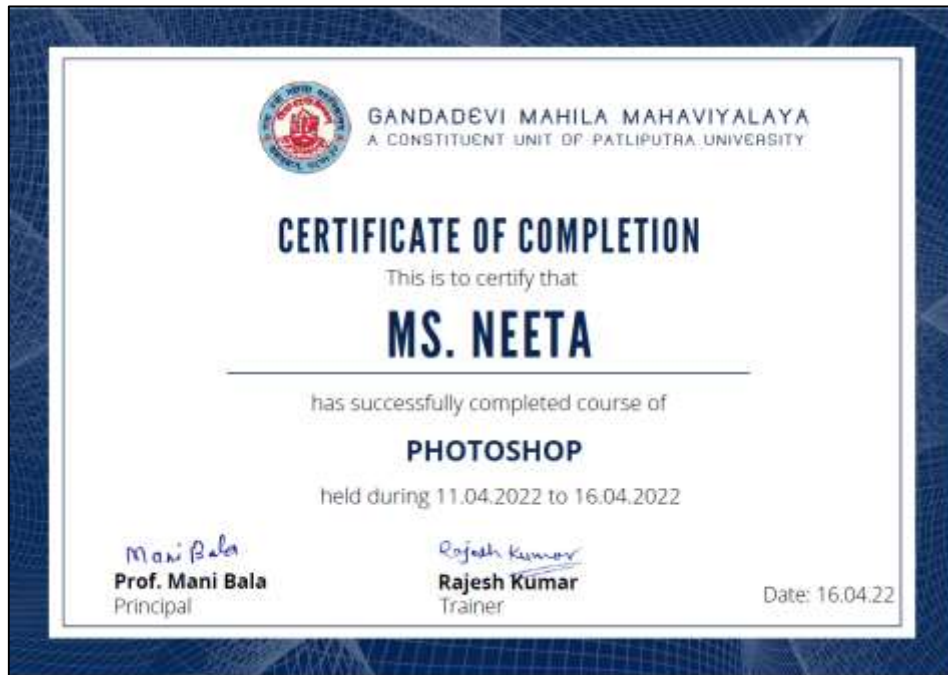 GANDADEVI MAHILA MAHAVIYALAYA
A CONSTITUENT UNIT OF PATLIPUTRA UNIVERSITY
CERTIFICATE OF COMPLETION
This is to certify that
MS. NEETA
has successfully completed course of
PHOTOSHOP
held during 11.04.2022 to 16.04.2022
Mani Bala
Rajesh Kumar
Prof. Mani Bala
Rajesh Kumar
Principal
Trainer
Date: 16.04.22